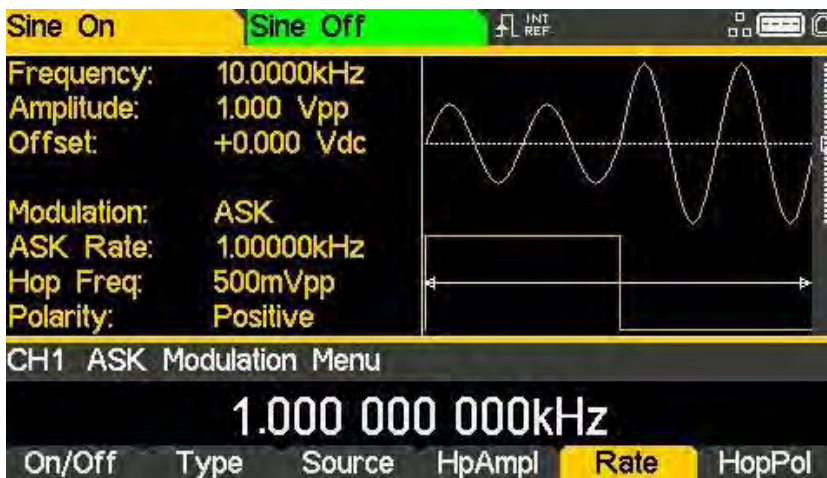 Sine On Sine Off INT
REF
Frequency: 10.0000kHz
Amplitude: 1.000 Vpp
Offset: +0.000 Vdc
Modulation: ASK
ASK Rate: 1.00000kHz
Hop Freq: 500mVpp
Polarity: Positive
CH1 ASK Modulation Menu
1.000 000 000kHz
On/Off Type Source HpAmpl Rate HopPol